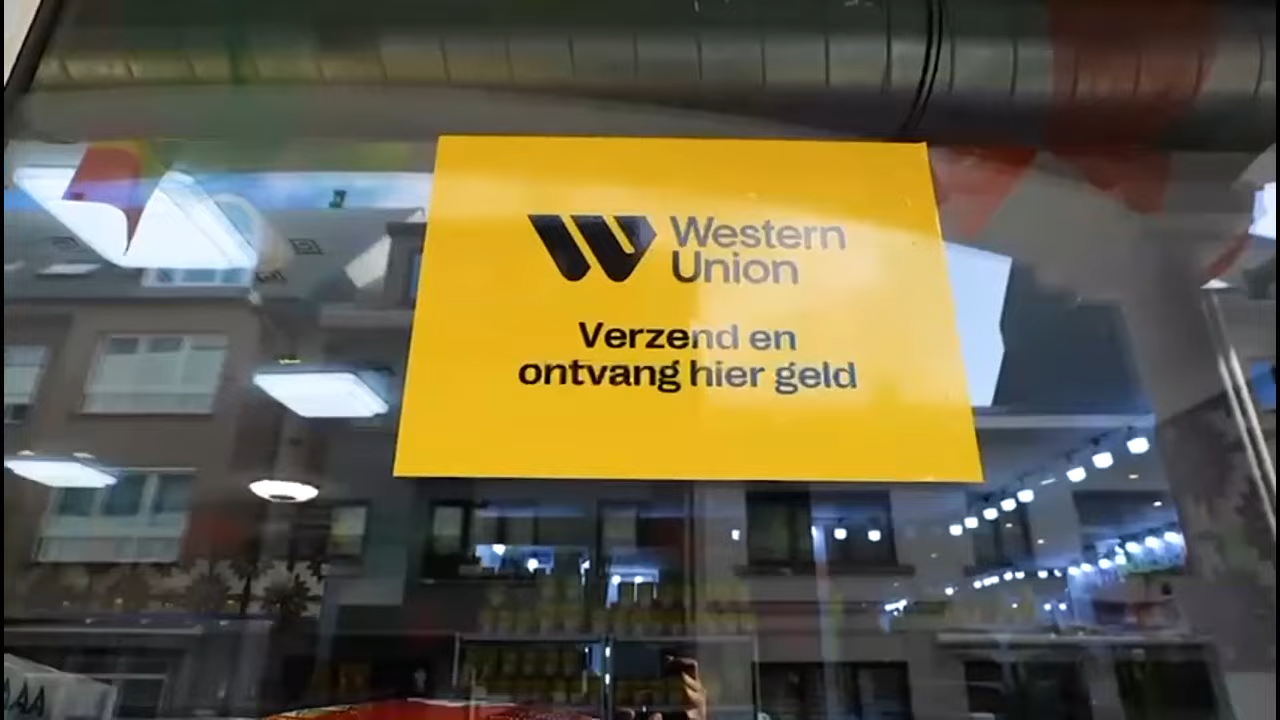 Western
Union
Verzend en
ontvang hier geld